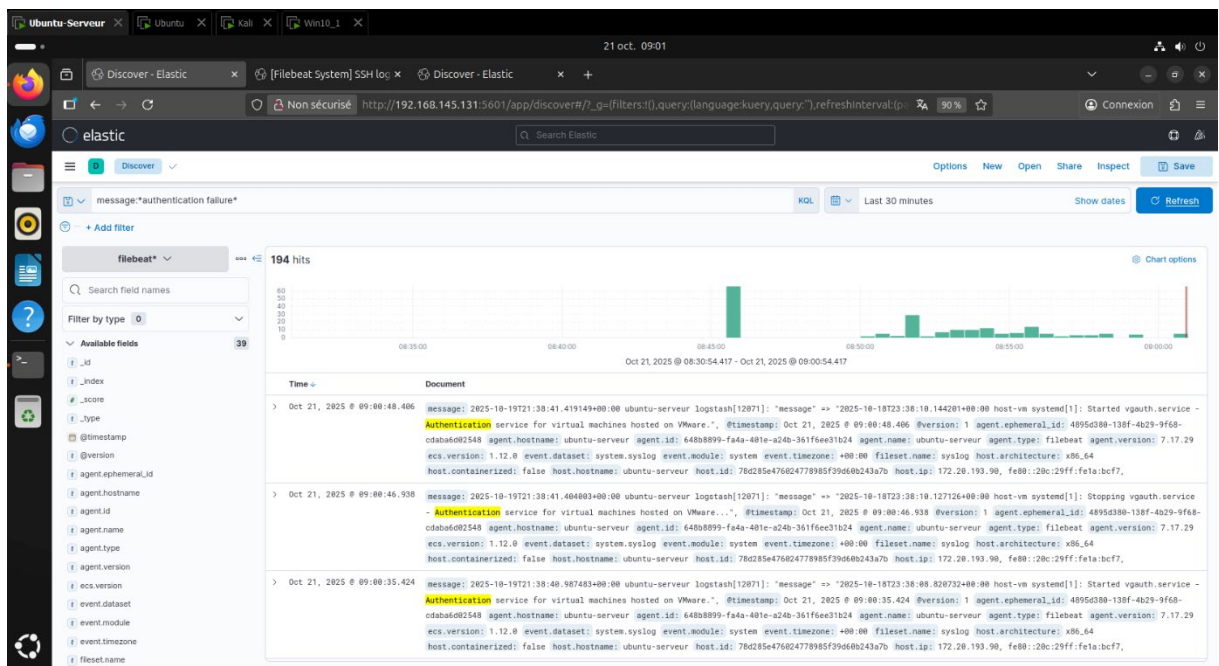 Ubuntu-Serveur Ubuntu Kali Win10_1
21 oct. 09:01
Discover - Elastic [Filebeat System] SSH log Discover - Elastic
Non sécurisé http://192.168.145.131:5601/app/discover#/?_g=(filters:!(),query:(language:kuery,query:''),refreshInterval:(pa 90 % Connexion
elastic Search Elastic
D Discover Options New Open Share Inspect Save
message:*authentication failure* KQL Last 30 minutes Show dates Refresh
+ Add filter
filebeat* 194 hits Chart options
Search field names
Filter by type 0
Available fields 39
60
50
40
30
20
10
0
08:35:00 08:40:00 08:45:00 08:50:00 08:55:00 09:00:00
Oct 21, 2025 @ 08:30:54.417 - Oct 21, 2025 @ 09:00:54.417
_id
_index
_score
_type
@timestamp
@version
agent.ephemeral_id
agent.hostname
agent.id
agent.name
agent.type
agent.version
ecs.version
event.dataset
event.module
event.timezone
fileset.name
Time Document
Oct 21, 2025 @ 09:00:48.406 message: 2025-10-19T21:38:41.419149+00:00 ubuntu-serveur logstash[12071]: "message" => "2025-10-18T23:38:10.144201+00:00 host-vm systemd[1]: Started vgauth.service -
Authentication service for virtual machines hosted on VMware.", @timestamp: Oct 21, 2025 @ 09:00:48.406 @version: 1 agent.ephemeral_id: 4895d380-138f-4b29-9f68-
cdaba6d02548 agent.hostname: ubuntu-serveur agent.id: 648b8899-fa4a-401e-a24b-361f6ee31b24 agent.name: ubuntu-serveur agent.type: filebeat agent.version: 7.17.29
ecs.version: 1.12.0 event.dataset: system.syslog event.module: system event.timezone: +00:00 fileset.name: syslog host.architecture: x86_64
host.containerized: false host.hostname: ubuntu-serveur host.id: 78d285e476024778985f39d60b243a7b host.ip: 172.20.193.90, fe80::20c:29ff:fe1a:bcf7,
Oct 21, 2025 @ 09:00:46.938 message: 2025-10-19T21:38:41.404003+00:00 ubuntu-serveur logstash[12071]: "message" => "2025-10-18T23:38:10.127126+00:00 host-vm systemd[1]: Stopping vgauth.service
- Authentication service for virtual machines hosted on VMware...", @timestamp: Oct 21, 2025 @ 09:00:46.938 @version: 1 agent.ephemeral_id: 4895d380-138f-4b29-9f68-
cdaba6d02548 agent.hostname: ubuntu-serveur agent.id: 648b8899-fa4a-401e-a24b-361f6ee31b24 agent.name: ubuntu-serveur agent.type: filebeat agent.version: 7.17.29
ecs.version: 1.12.0 event.dataset: system.syslog event.module: system event.timezone: +00:00 fileset.name: syslog host.architecture: x86_64
host.containerized: false host.hostname: ubuntu-serveur host.id: 78d285e476024778985f39d60b243a7b host.ip: 172.20.193.90, fe80::20c:29ff:fe1a:bcf7,
Oct 21, 2025 @ 09:00:35.424 message: 2025-10-19T21:38:40.987483+00:00 ubuntu-serveur logstash[12071]: "message" => "2025-10-18T23:38:08.820732+00:00 host-vm systemd[1]: Started vgauth.service -
Authentication service for virtual machines hosted on VMware.", @timestamp: Oct 21, 2025 @ 09:00:35.424 @version: 1 agent.ephemeral_id: 4895d380-138f-4b29-9f68-
cdaba6d02548 agent.hostname: ubuntu-serveur agent.id: 648b8899-fa4a-401e-a24b-361f6ee31b24 agent.name: ubuntu-serveur agent.type: filebeat agent.version: 7.17.29
ecs.version: 1.12.0 event.dataset: system.syslog event.module: system event.timezone: +00:00 fileset.name: syslog host.architecture: x86_64
host.containerized: false host.hostname: ubuntu-serveur host.id: 78d285e476024778985f39d60b243a7b host.ip: 172.20.193.90, fe80::20c:29ff:fe1a:bcf7,